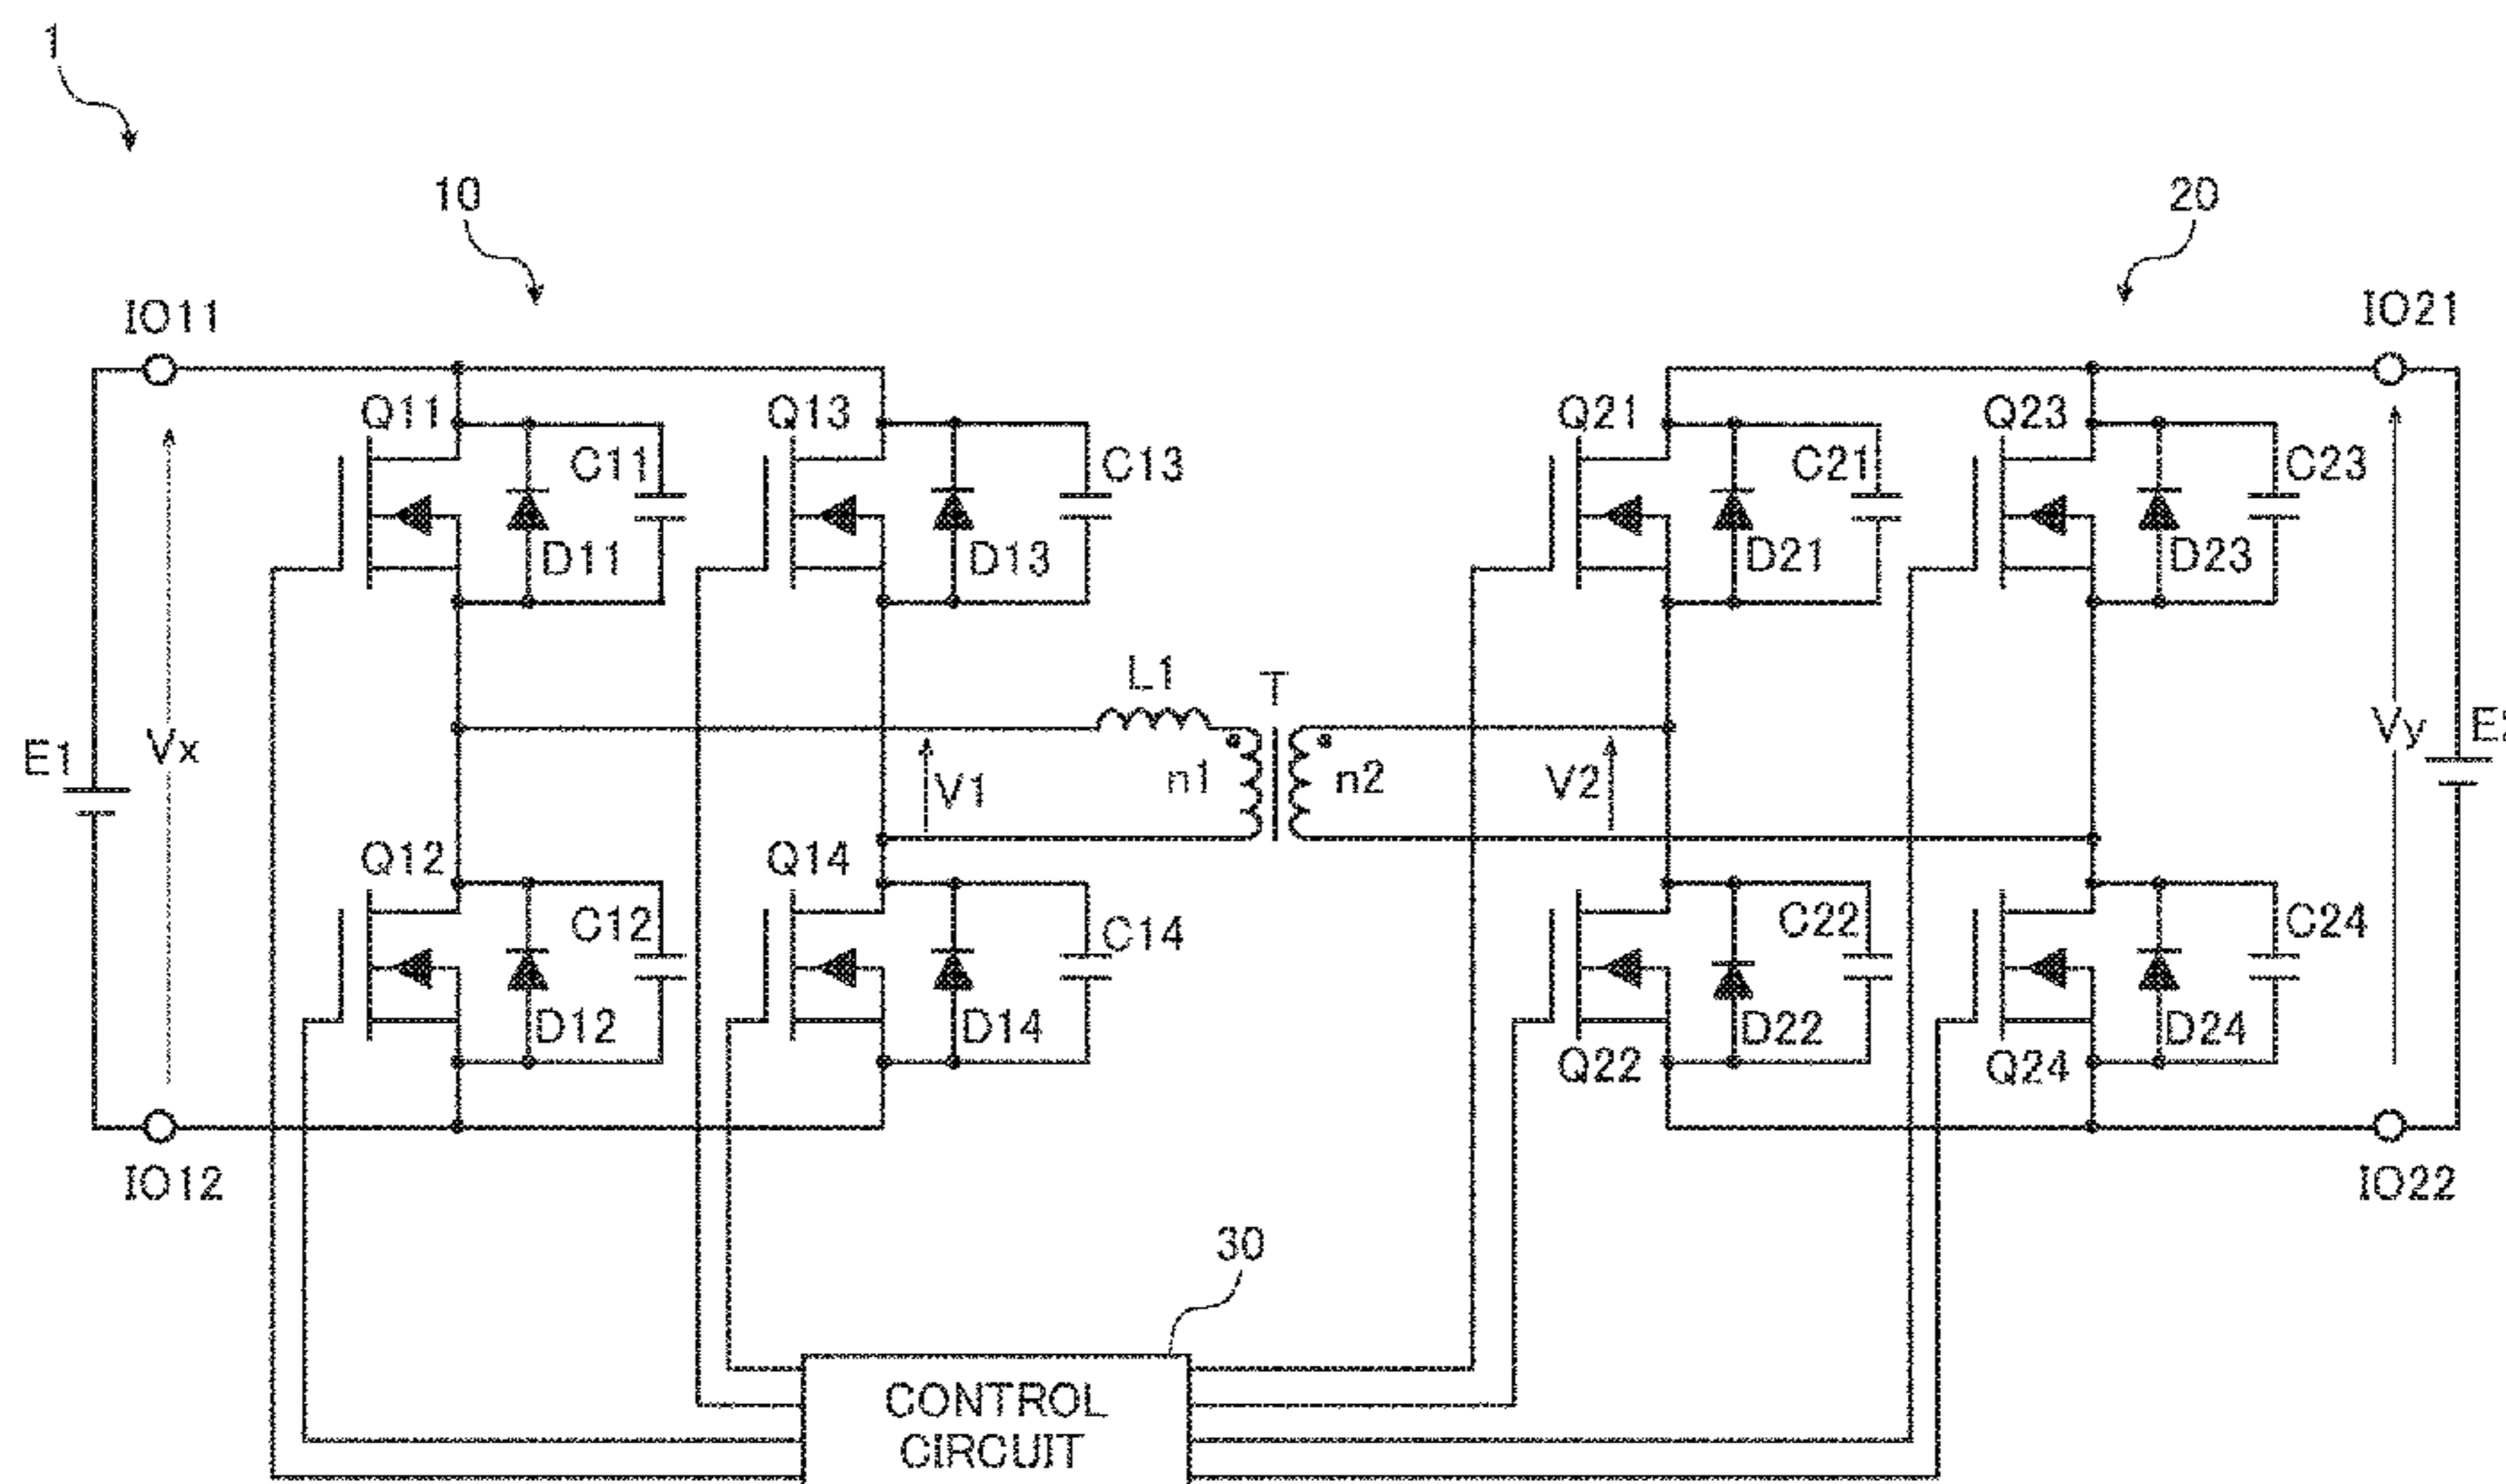 1
10
20
IO11
IO21
Q11
Q13
Q21
Q23
C11
C13
C21
C23
D11
D13
D21
D23
L1
T
E1
Vx
V1
n1
n2
V2
Vy
Q12
Q14
C12
C14
C22
C24
D12
D14
D22
D24
Q22
Q24
IO12
IO22
30
CONTROL
CIRCUIT